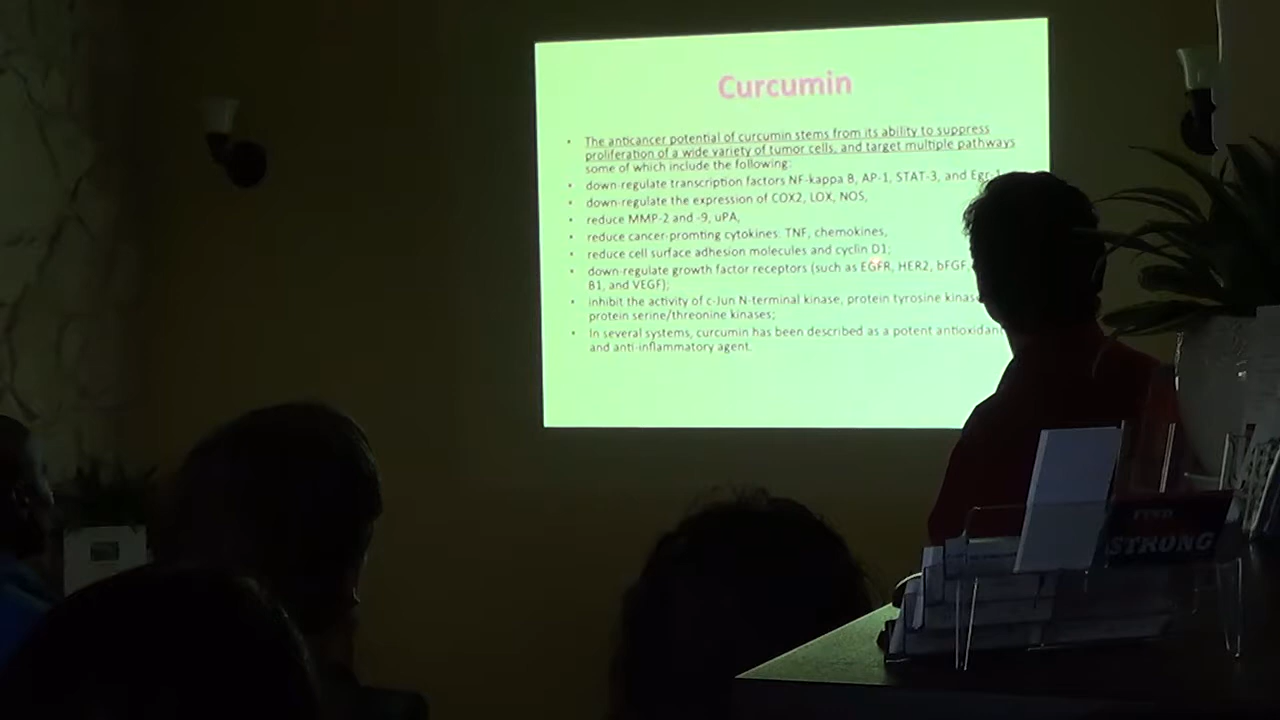 Curcumin
• The anticancer potential of curcumin stems from its ability to suppress
proliferation of a wide variety of tumor cells, and target multiple pathways
some of which include the following:
• down-regulate transcription factors NF-kappa B, AP-1, STAT-3, and Egr-1
• down-regulate the expression of COX2, LOX, NOS,
• reduce MMP-2 and -9, uPA,
• reduce cancer-promting cytokines: TNF, chemokines,
• reduce cell surface adhesion molecules and cyclin D1;
• down-regulate growth factor receptors (such as EGFR, HER2, bFGF,
B1, and VEGF);
• inhibit the activity of c-Jun N-terminal kinase, protein tyrosine kinas
protein serine/threonine kinases;
• In several systems, curcumin has been described as a potent antioxidan
and anti-inflammatory agent.
STRONG